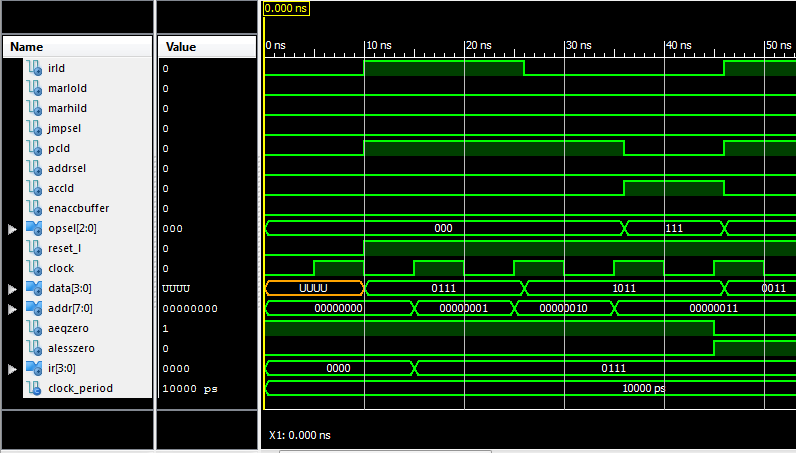 0.000 ns
Name Value
0 ns 10 ns 20 ns 30 ns 40 ns 50 ns
irld 0
marlold 0
marhild 0
jmpsel 0
pcld 0
addrsel 0
accld 0
enaccbuffer 0
opsel[2:0] 000 000 111
reset_l 0
clock 0
data[3:0] UUUU UUUU 0111 1011 0011
addr[7:0] 00000000 00000000 00000001 00000010 00000011
aeqzero 1
alesszero 0
ir[3:0] 0000 0000 0111
clock_period 10000 ps 10000 ps
X1: 0.000 ns